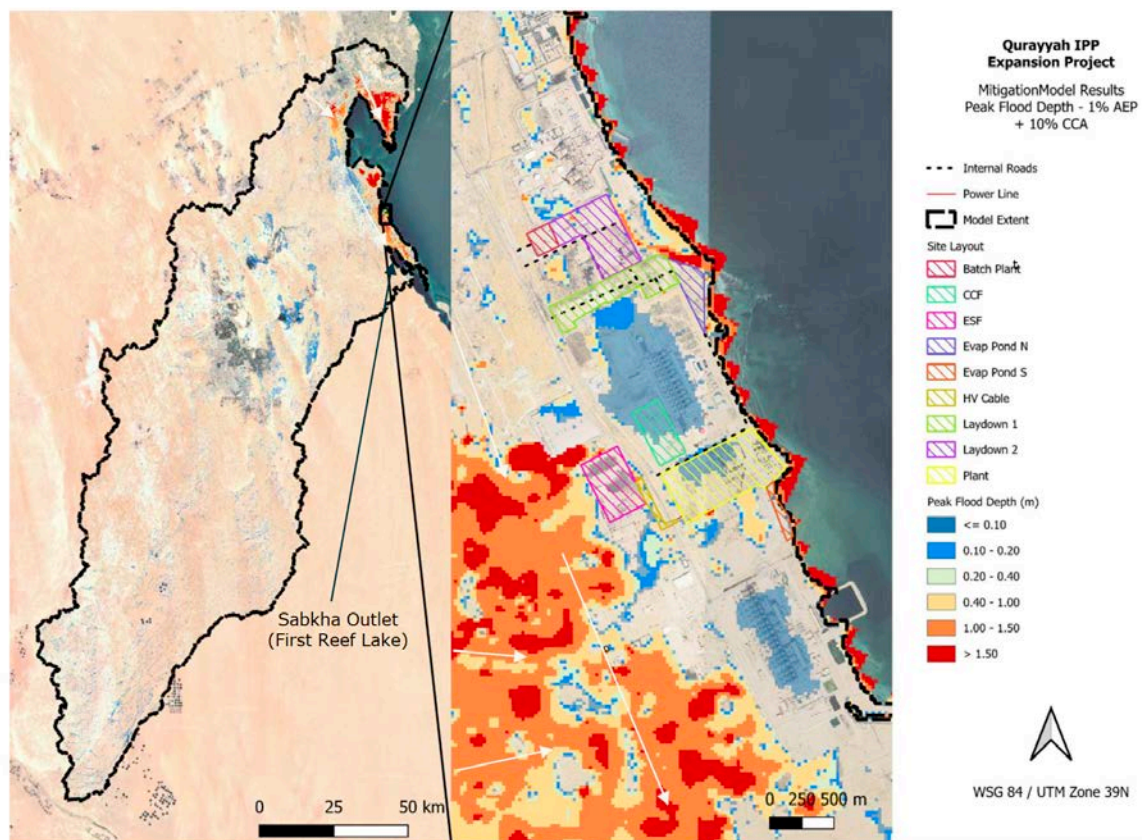 Qurayyah IPP
Expansion Project
MitigationModel Results
Peak Flood Depth - 1% AEP
+ 10% CCA
Internal Roads
Power Line
Model Extent
Site Layout
Batch Plant
CCF
ESF
Evap Pond N
Evap Pond S
HV Cable
Laydown 1
Laydown 2
Plant
Peak Flood Depth (m)
<= 0.10
0.10 - 0.20
0.20 - 0.40
0.40 - 1.00
1.00 - 1.50
> 1.50
WSG 84 / UTM Zone 39N
Sabkha Outlet
(First Reef Lake)
0 25 50 km
0 250 500 m